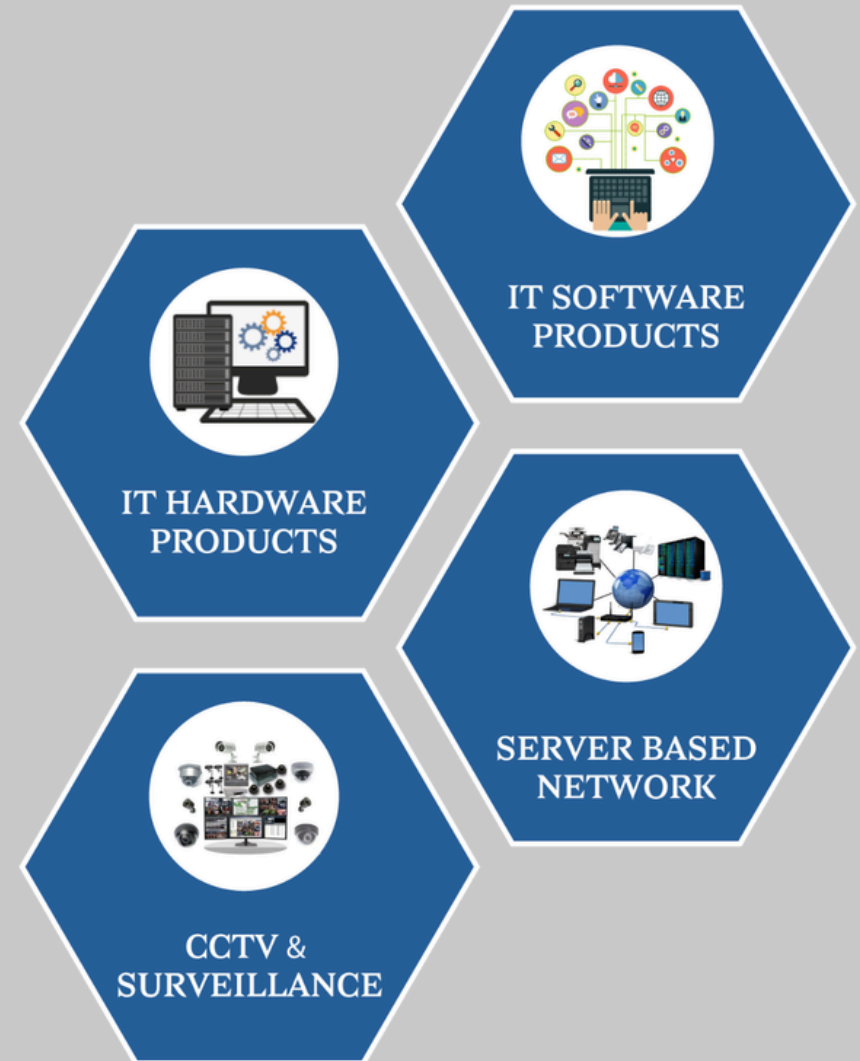 IT SOFTWARE
PRODUCTS
IT HARDWARE
PRODUCTS
SERVER BASED
NETWORK
CCTV &
SURVEILLANCE